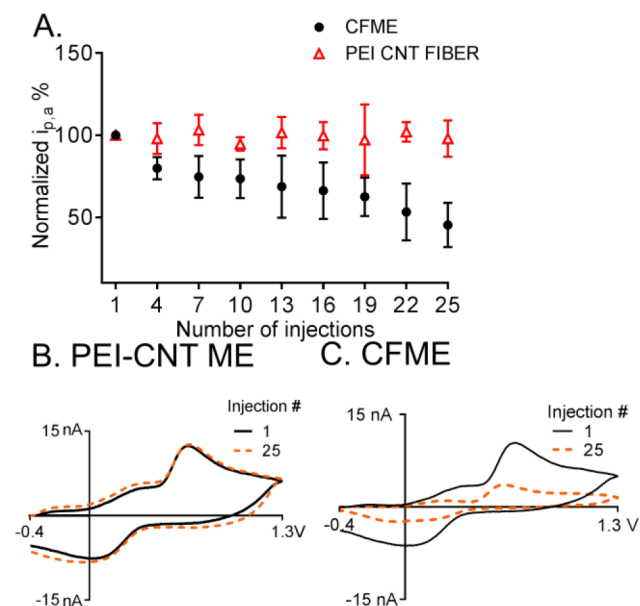 A.
CFME
PEI CNT FIBER
Normalized i p,a %
150
100
50
1 4 7 10 13 16 19 22 25
Number of injections
B. PEI-CNT ME
C. CFME
15 nA
Injection #
1
25
-0.4
1.3 V
-15 nA
15 nA
Injection #
1
25
-0.4
1.3 V
-15 nA